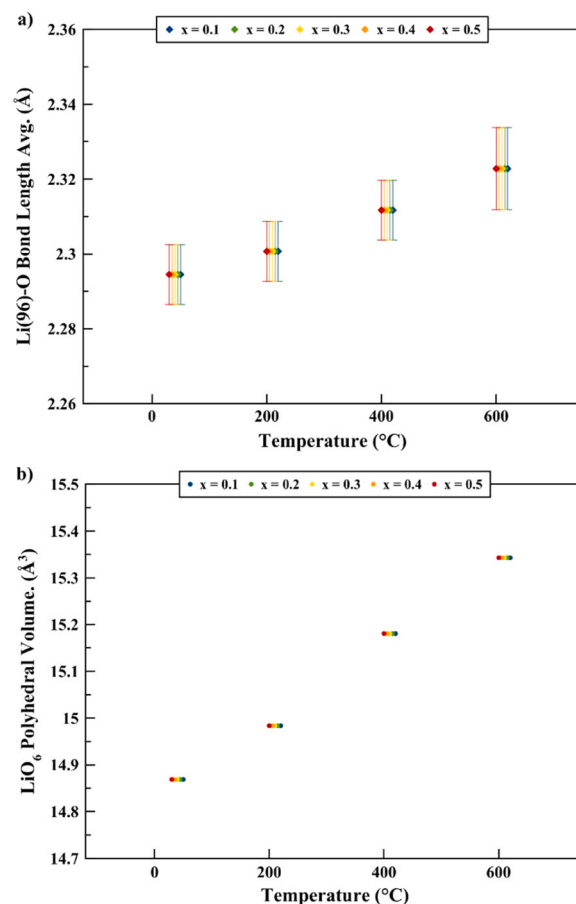 a)
x = 0.1 x = 0.2 x = 0.3 x = 0.4 x = 0.5
Li(96)-O Bond Length Avg. (Å)
2.36
2.34
2.32
2.3
2.28
2.26
0 200 400 600
Temperature (°C)
b)
x = 0.1 x = 0.2 x = 0.3 x = 0.4 x = 0.5
LiO₆ Polyhedral Volume. (Å³)
15.5
15.4
15.3
15.2
15.1
15
14.9
14.8
14.7
0 200 400 600
Temperature (°C)